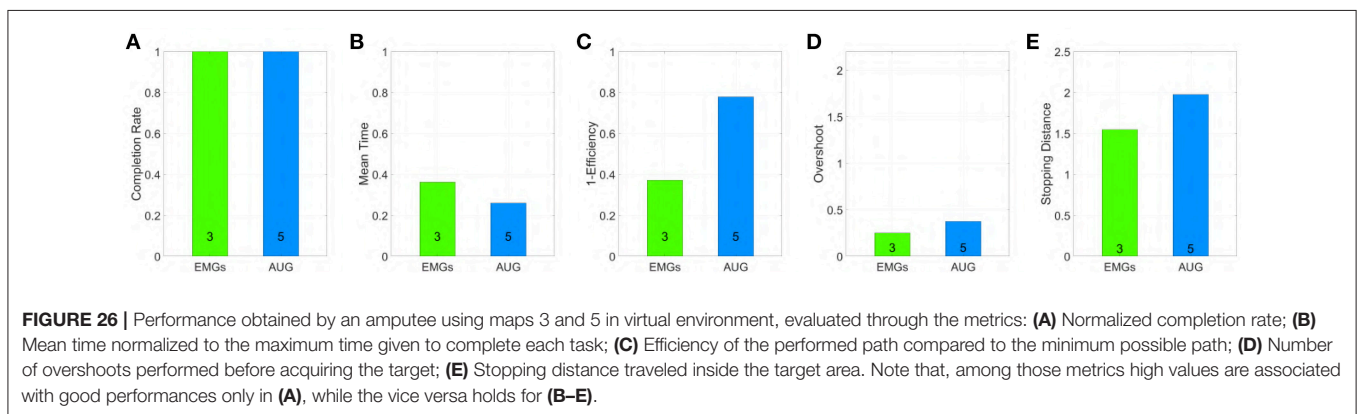 A
B
C
D
E
1
0.8
0.6
0.4
0.2
0
Completion Rate
3
5
EMGs
AUG
1
0.8
0.6
0.4
0.2
0
Mean Time
3
5
EMGs
AUG
1
0.8
0.6
0.4
0.2
0
1-Efficiency
3
5
EMGs
AUG
2
1.5
1
0.5
0
Overshoot
3
5
EMGs
AUG
2.5
2
1.5
1
0.5
0
Stopping Distance
3
5
EMGs
AUG
FIGURE 26 | Performance obtained by an amputee using maps 3 and 5 in virtual environment, evaluated through the metrics: (A) Normalized completion rate; (B)
Mean time normalized to the maximum time given to complete each task; (C) Efficiency of the performed path compared to the minimum possible path; (D) Number
of overshoots performed before acquiring the target; (E) Stopping distance traveled inside the target area. Note that, among those metrics high values are associated
with good performances only in (A), while the vice versa holds for (B–E).